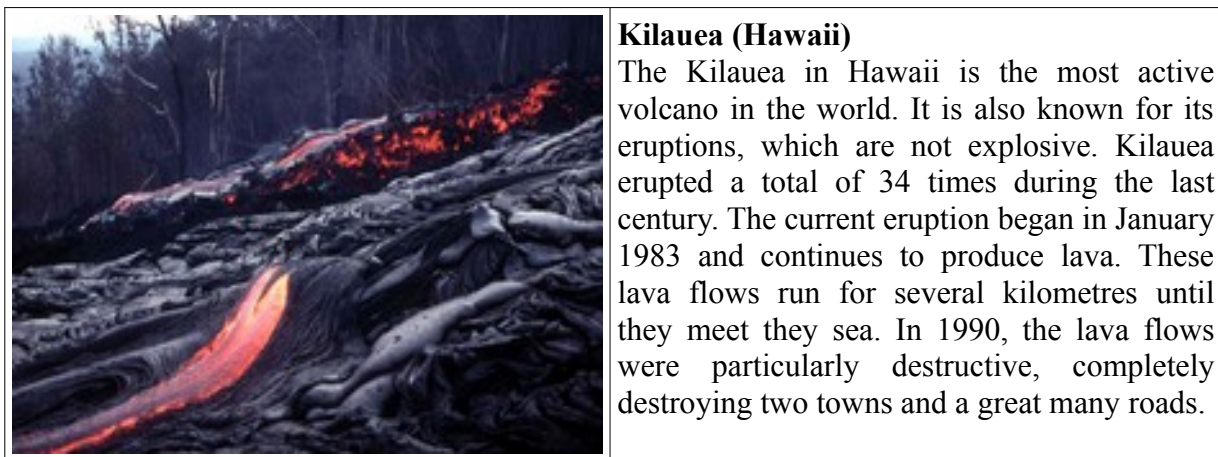 Kilauea (Hawaii)
The Kilauea in Hawaii is the most active
volcano in the world. It is also known for its
eruptions, which are not explosive. Kilauea
erupted a total of 34 times during the last
century. The current eruption began in January
1983 and continues to produce lava. These
lava flows run for several kilometres until
they meet they sea. In 1990, the lava flows
were particularly destructive, completely
destroying two towns and a great many roads.